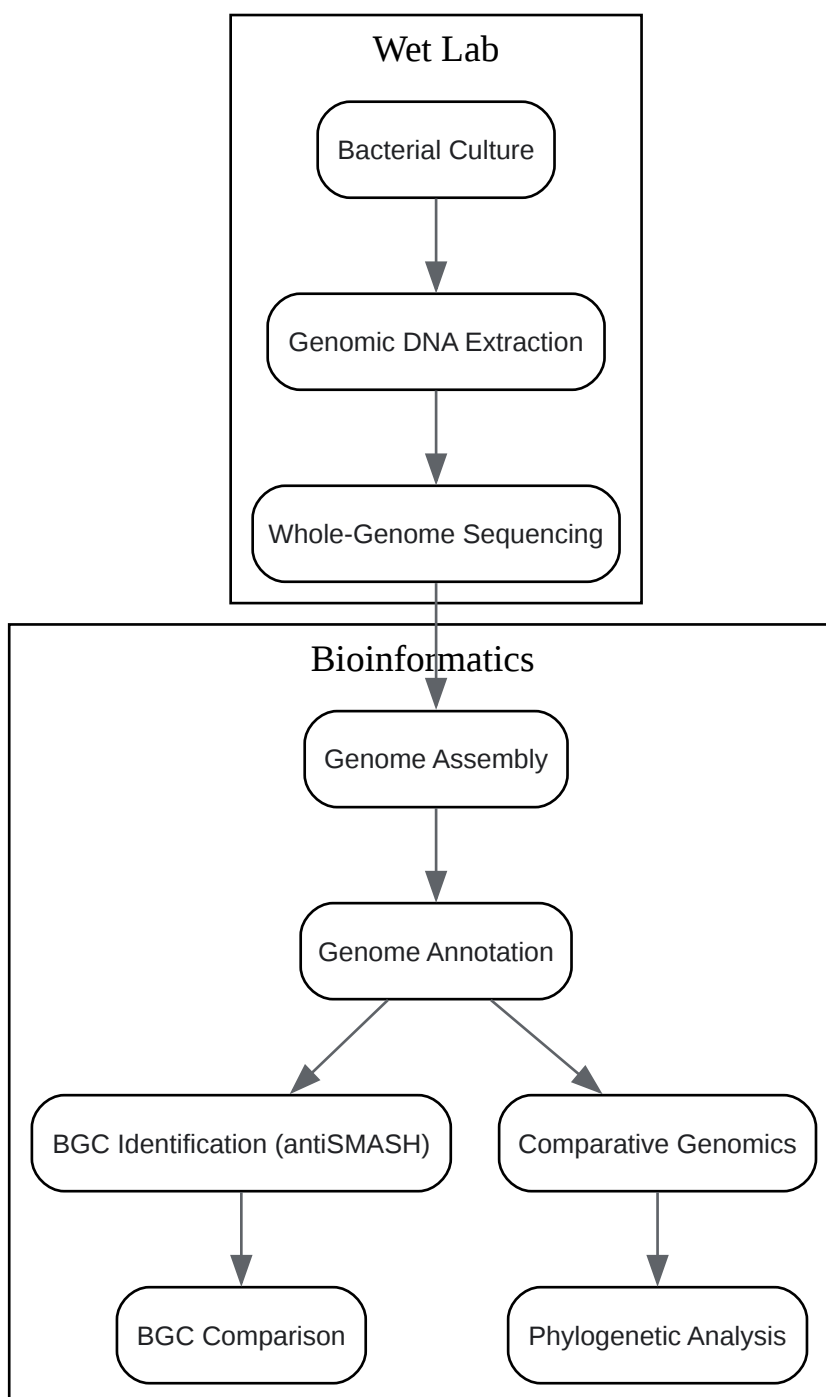 Wet Lab
Bacterial Culture
Genomic DNA Extraction
Whole-Genome Sequencing
Bioinformatics
Genome Assembly
Genome Annotation
BGC Identification (antiSMASH)
Comparative Genomics
BGC Comparison
Phylogenetic Analysis